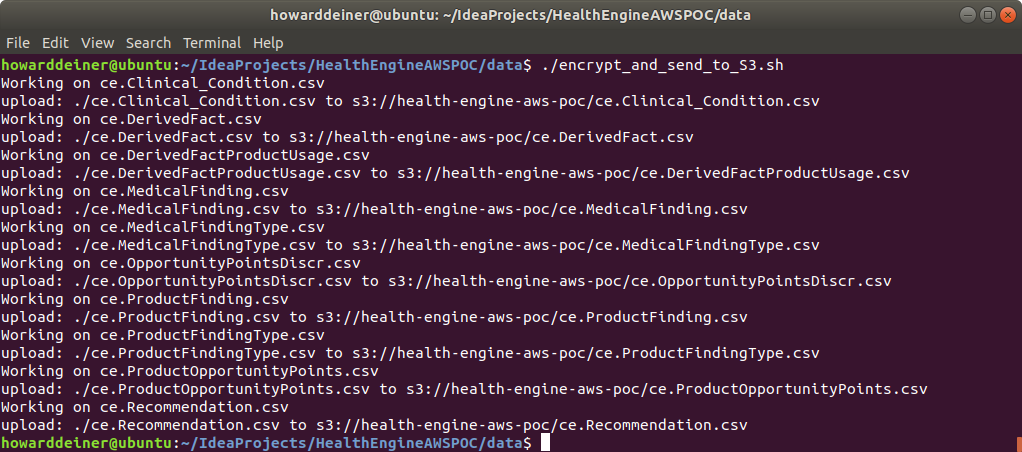 howarddeiner@ubuntu: ~/IdeaProjects/HealthEngineAWSPOC/data
File Edit View Search Terminal Help
howarddeiner@ubuntu:~/IdeaProjects/HealthEngineAWSPOC/data$ ./encrypt_and_send_to_S3.sh
Working on ce.Clinical_Condition.csv
upload: ./ce.Clinical_Condition.csv to s3://health-engine-aws-poc/ce.Clinical_Condition.csv
Working on ce.DerivedFact.csv
upload: ./ce.DerivedFact.csv to s3://health-engine-aws-poc/ce.DerivedFact.csv
Working on ce.DerivedFactProductUsage.csv
upload: ./ce.DerivedFactProductUsage.csv to s3://health-engine-aws-poc/ce.DerivedFactProductUsage.csv
Working on ce.MedicalFinding.csv
upload: ./ce.MedicalFinding.csv to s3://health-engine-aws-poc/ce.MedicalFinding.csv
Working on ce.MedicalFindingType.csv
upload: ./ce.MedicalFindingType.csv to s3://health-engine-aws-poc/ce.MedicalFindingType.csv
Working on ce.OpportunityPointsDiscr.csv
upload: ./ce.OpportunityPointsDiscr.csv to s3://health-engine-aws-poc/ce.OpportunityPointsDiscr.csv
Working on ce.ProductFinding.csv
upload: ./ce.ProductFinding.csv to s3://health-engine-aws-poc/ce.ProductFinding.csv
Working on ce.ProductFindingType.csv
upload: ./ce.ProductFindingType.csv to s3://health-engine-aws-poc/ce.ProductFindingType.csv
Working on ce.ProductOpportunityPoints.csv
upload: ./ce.ProductOpportunityPoints.csv to s3://health-engine-aws-poc/ce.ProductOpportunityPoints.csv
Working on ce.Recommendation.csv
upload: ./ce.Recommendation.csv to s3://health-engine-aws-poc/ce.Recommendation.csv
howarddeiner@ubuntu:~/IdeaProjects/HealthEngineAWSPOC/data$